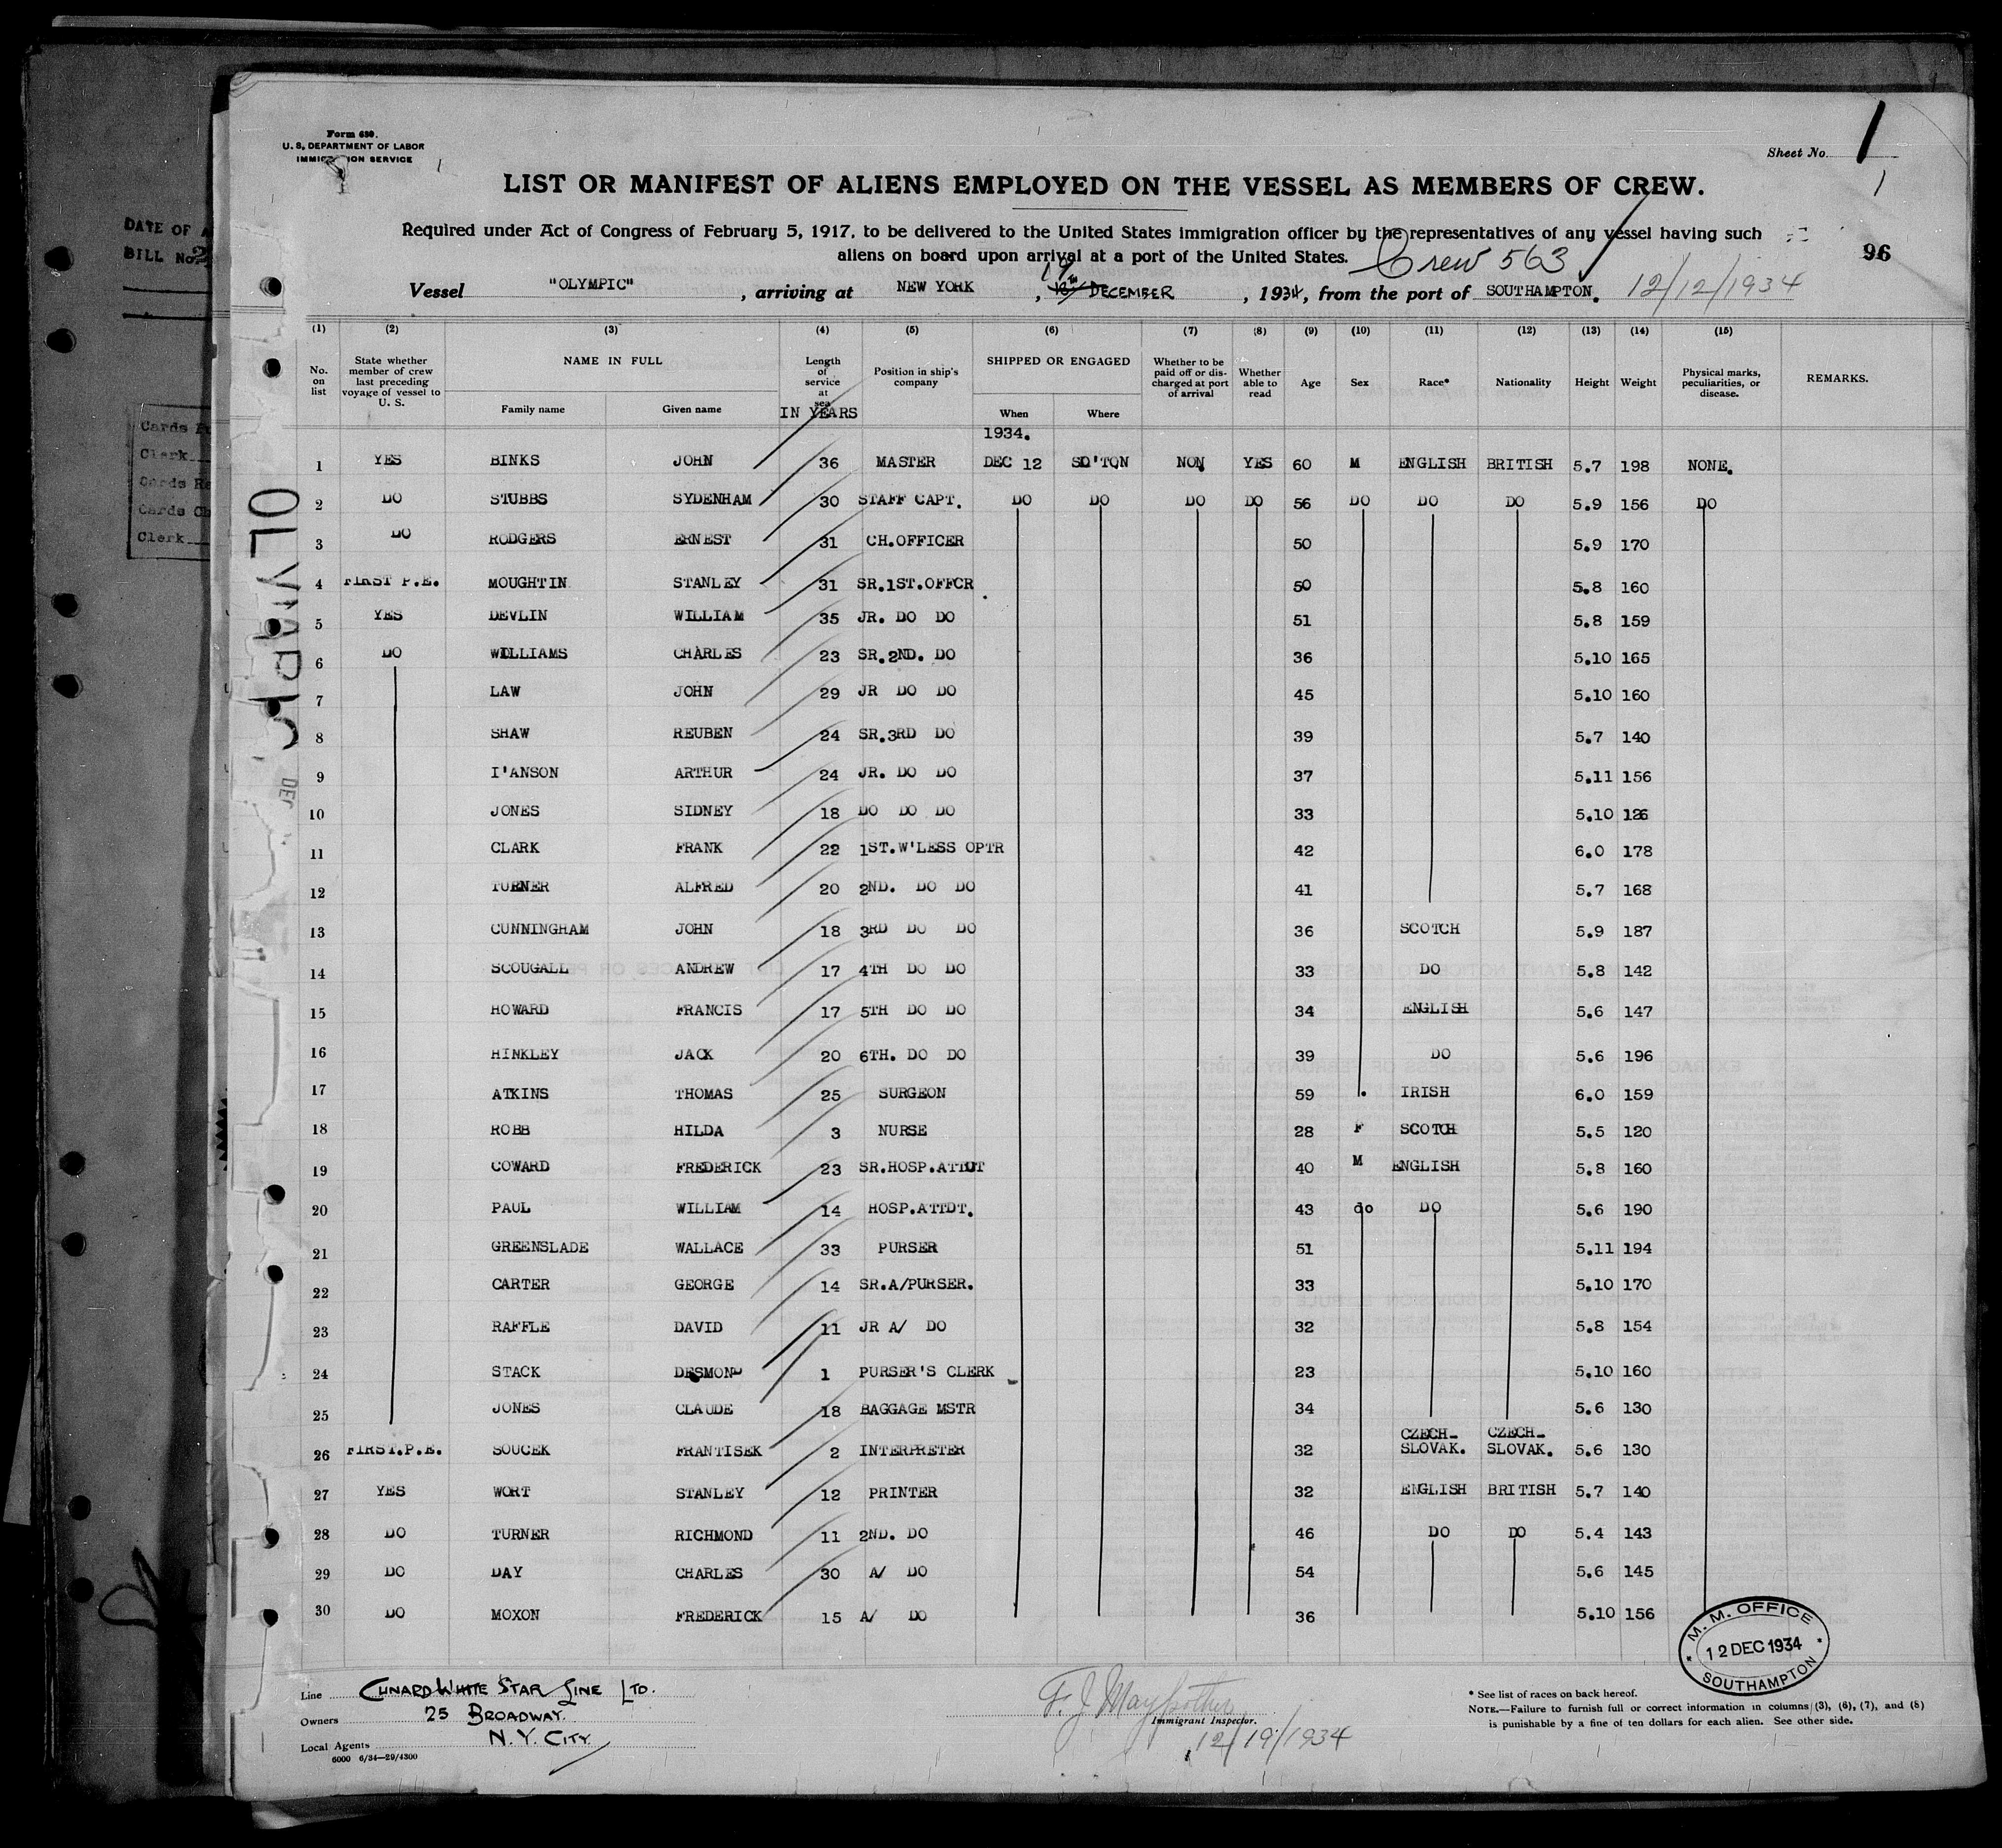 Form 680.
U. S. DEPARTMENT OF LABOR
IMMIGRATION SERVICE
Sheet No. 1
1
LIST OR MANIFEST OF ALIENS EMPLOYED ON THE VESSEL AS MEMBERS OF CREW.
Required under Act of Congress of February 5, 1917, to be delivered to the United States immigration officer by the representatives of any vessel having such
aliens on board upon arrival at a port of the United States.
Crew 563
96
Vessel "OLYMPIC", arriving at NEW YORK, 19TH DECEMBER, 1934, from the port of SOUTHAMPTON. 12/12/1934
(1) (2) (3) (4) (5) (6) (7) (8) (9) (10) (11) (12) (13) (14) (15)
No. on list
State whether member of crew last preceding voyage of vessel to U. S.
NAME IN FULL
Family name
Given name
Length of service at sea
IN YEARS
Position in ship's company
SHIPPED OR ENGAGED
When
Where
Whether to be paid off or discharged at port of arrival
Whether able to read
Age
Sex
Race*
Nationality
Height
Weight
Physical marks, peculiarities, or disease.
REMARKS.
1934.
1 YES BINKS JOHN 36 MASTER DEC 12 SO'TON NON YES 60 M ENGLISH BRITISH 5.7 198 NONE.
2 DO STUBBS SYDENHAM 30 STAFF CAPT. DO DO DO DO 56 DO DO DO 5.9 156 DO
3 DO RODGERS ERNEST 31 CH.OFFICER 50 5.9 170
4 FIRST P.E. MOUGHTIN STANLEY 31 SR.1ST.OFFCR 50 5.8 160
5 YES DEVLIN WILLIAM 35 JR. DO DO 51 5.8 159
6 DO WILLIAMS CHARLES 23 SR.2ND. DO 36 5.10 165
7 LAW JOHN 29 JR DO DO 45 5.10 160
8 SHAW REUBEN 24 SR.3RD DO 39 5.7 140
9 I'ANSON ARTHUR 24 JR. DO DO 37 5.11 156
10 JONES SIDNEY 18 DO DO DO 33 5.10 126
11 CLARK FRANK 22 1ST.W'LESS OPTR 42 6.0 178
12 TURNER ALFRED 20 2ND. DO DO 41 5.7 168
13 CUNNINGHAM JOHN 18 3RD DO DO 36 SCOTCH 5.9 187
14 SCOUGALL ANDREW 17 4TH DO DO 33 DO 5.8 142
15 HOWARD FRANCIS 17 5TH DO DO 34 ENGLISH 5.6 147
16 HINKLEY JACK 20 6TH. DO DO 39 DO 5.6 196
17 ATKINS THOMAS 25 SURGEON 59 IRISH 6.0 159
18 ROBB HILDA 3 NURSE 28 F SCOTCH 5.5 120
19 COWARD FREDERICK 23 SR.HOSP.ATTDT 40 M ENGLISH 5.8 160
20 PAUL WILLIAM 14 HOSP.ATTDT. 43 do DO 5.6 190
21 GREENSLADE WALLACE 33 PURSER 51 5.11 194
22 CARTER GEORGE 14 SR.A/PURSER. 33 5.10 170
23 RAFFLE DAVID 11 JR A/ DO 32 5.8 154
24 STACK DESMOND 1 PURSER'S CLERK 23 5.10 160
25 JONES CLAUDE 18 BAGGAGE MSTR 34 5.6 130
26 FIRST.P.E. SOUCEK FRANTISEK 2 INTERPRETER 32 CZECH-SLOVAK. CZECH-SLOVAK. 5.6 130
27 YES WORT STANLEY 12 PRINTER 32 ENGLISH BRITISH 5.7 140
28 DO TURNER RICHMOND 11 2ND. DO 46 DO DO 5.4 143
29 DO DAY CHARLES 30 A/ DO 54 5.6 145
30 DO MOXON FREDERICK 15 A/ DO 36 5.10 156
M. M. OFFICE
12 DEC 1934
SOUTHAMPTON
Line CUNARD WHITE STAR LINE LTD.
Owners 25 BROADWAY.
Local Agents N.Y. CITY
6000 6/34—29/4300
F. J.
Immigrant Inspector.
12/19/1934
* See list of races on back hereof.
NOTE.—Failure to furnish full or correct information in columns (3), (6), (7), and (8)
is punishable by a fine of ten dollars for each alien. See other side.
OLYMPIC
DEC
DATE OF
BILL No.
Cards
Clerk
Cards
Cards
Clerk